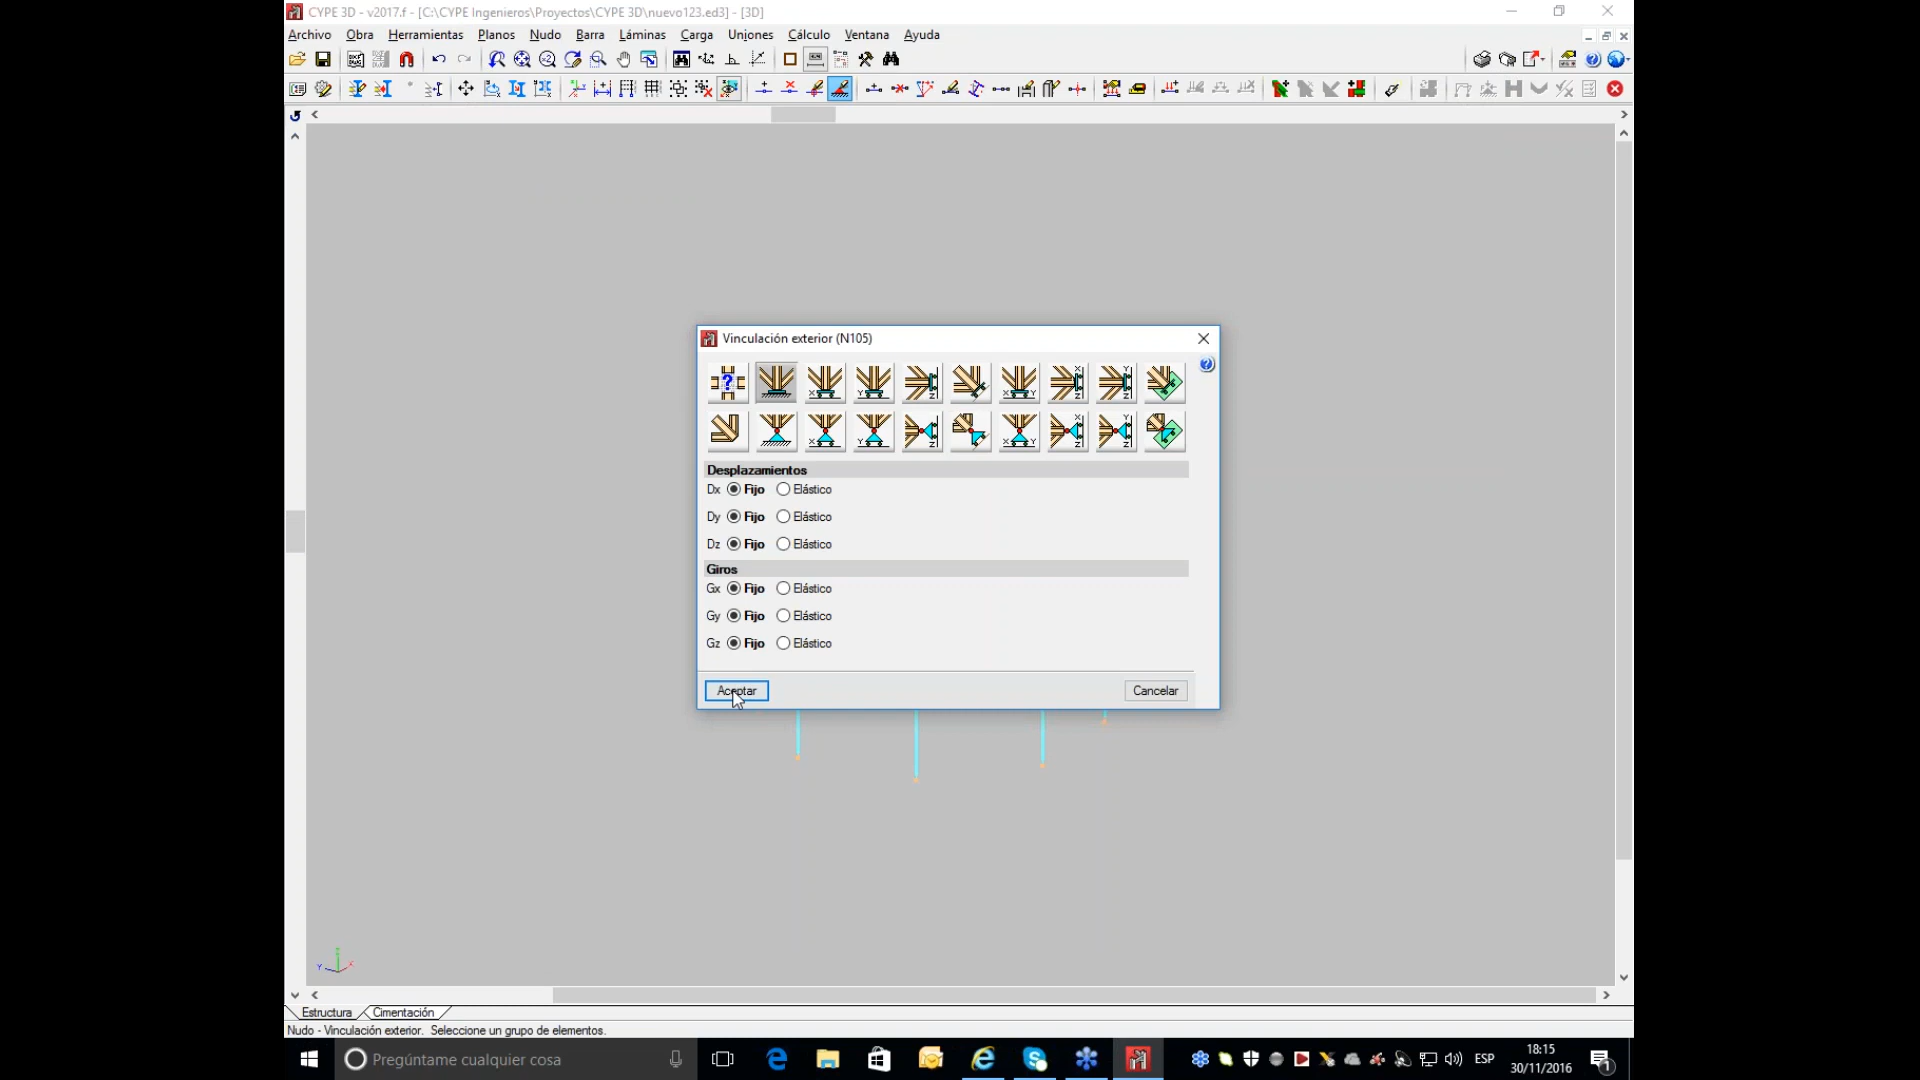 CYPE 3D - v2017.f - [C:\CYPE Ingenieros\Proyectos\CYPE 3D\nuevo123.ed3] - [3D]
Archivo Obra Herramientas Planos Nudo Barra Láminas Carga Uniones Cálculo Ventana Ayuda
Vinculación exterior (N105)
Desplazamientos
Dx Fijo Elástico
Dy Fijo Elástico
Dz Fijo Elástico
Giros
Gx Fijo Elástico
Gy Fijo Elástico
Gz Fijo Elástico
Aceptar Cancelar
Estructura Cimentación
Nudo - Vinculación exterior. Seleccione un grupo de elementos.
Pregúntame cualquier cosa
ESP
18:15
30/11/2016